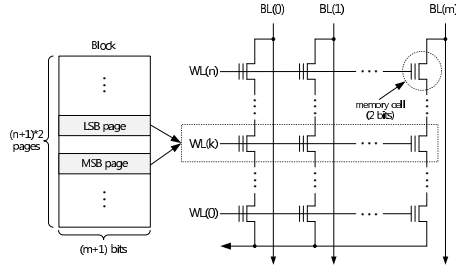 BL(0)
BL(1)
BL(m)
Block
WL(n)
memory cell
(2 bits)
LSB page
(n+1)*2
pages
WL(k)
MSB page
WL(0)
(m+1) bits